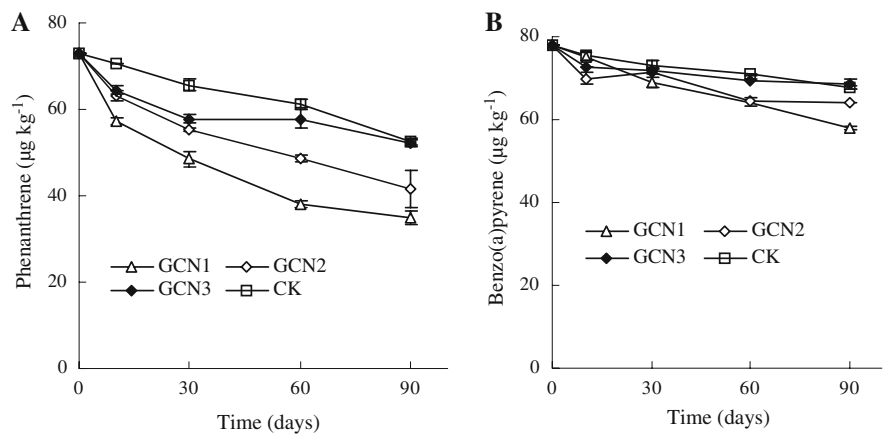 A
Phenanthrene (µg kg-1)
80
60
40
20
0
GCN1 GCN2
GCN3 CK
0 30 60 90
Time (days)
B
Benzo(a)pyrene (µg kg-1)
80
60
40
20
0
GCN1 GCN2
GCN3 CK
0 30 60 90
Time (days)